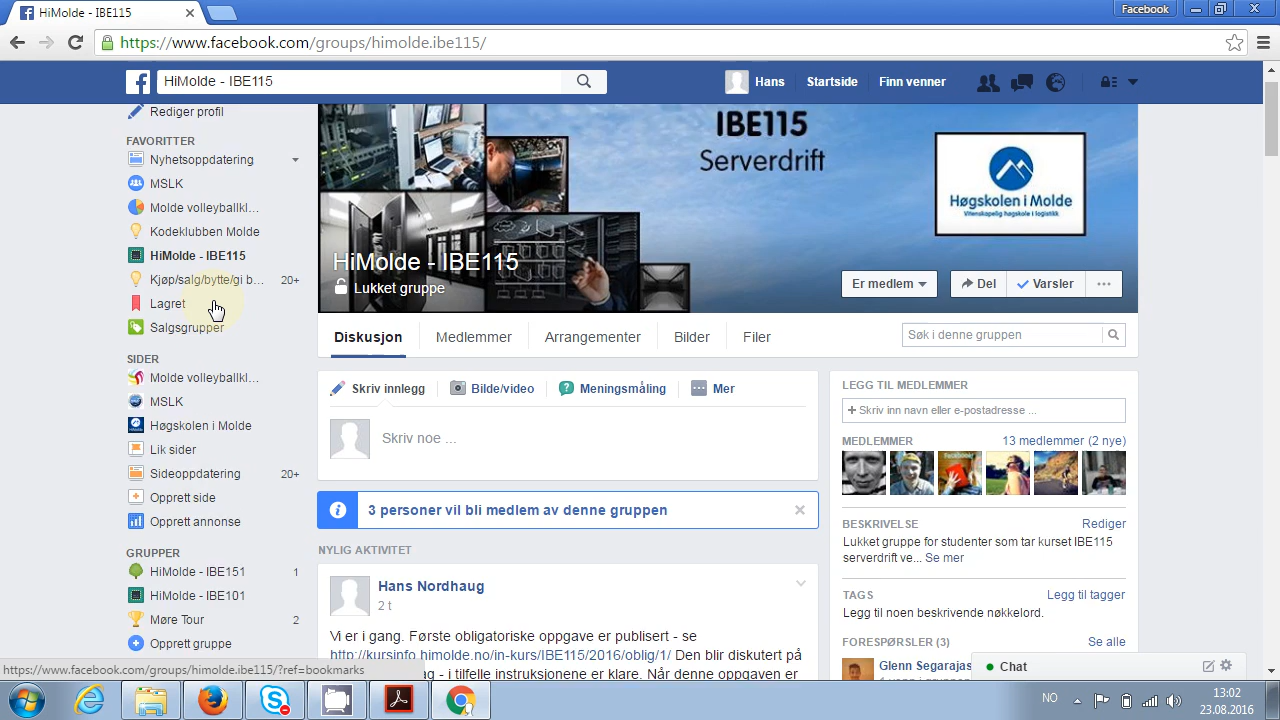 HiMolde - IBE115
Facebook
https://www.facebook.com/groups/himolde.ibe115/
HiMolde - IBE115
Hans
Startside
Finn venner
Rediger profil
FAVORITTER
Nyhetsoppdatering
MSLK
Molde volleyballkl...
Kodeklubben Molde
HiMolde - IBE115
Kjøp/salg/bytte/gi b... 20+
Lagret
Salgsgrupper
SIDER
Molde volleyballkl...
MSLK
Høgskolen i Molde
Lik sider
Sideoppdatering 20+
Opprett side
Opprett annonse
GRUPPER
HiMolde - IBE151 1
HiMolde - IBE101
Møre Tour 2
Opprett gruppe
https://www.facebook.com/groups/himolde.ibe115/?ref=bookmarks
IBE115
Serverdrift
Høgskolen i Molde
Vitenskapelig høgskole i logistikk
HiMolde - IBE115
Lukket gruppe
Er medlem
Del
Varsler
Diskusjon
Medlemmer
Arrangementer
Bilder
Filer
Søk i denne gruppen
Skriv innlegg
Bilde/video
Meningsmåling
Mer
Skriv noe ...
3 personer vil bli medlem av denne gruppen
NYLIG AKTIVITET
Hans Nordhaug
2 t
Vi er i gang. Første obligatoriske oppgave er publisert - se
http://kursinfo.himolde.no/in-kurs/IBE115/2016/oblig/1/ Den blir diskutert på
ag - i tilfelle instruksjonene er klare. Når denne oppgaven er
LEGG TIL MEDLEMMER
+ Skriv inn navn eller e-postadresse ...
MEDLEMMER
13 medlemmer (2 nye)
BESKRIVELSE
Rediger
Lukket gruppe for studenter som tar kurset IBE115
serverdrift ve... Se mer
TAGS
Legg til tagger
Legg til noen beskrivende nøkkelord.
FORESPØRSLER (3)
Se alle
Glenn Segarajas
Chat
NO
13:02
23.08.2016